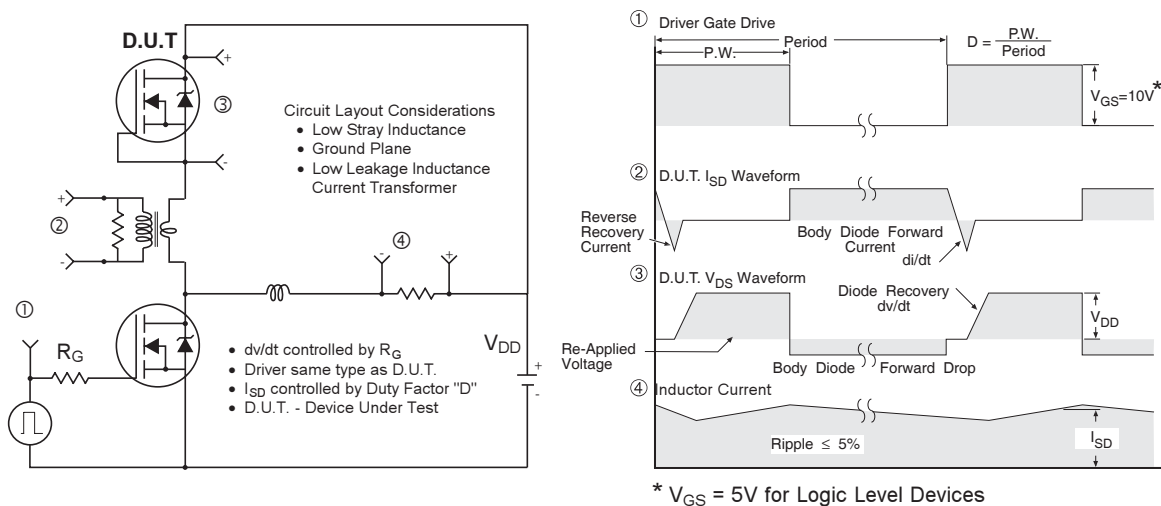 D.U.T
+
③
-
Circuit Layout Considerations
• Low Stray Inductance
• Ground Plane
• Low Leakage Inductance
Current Transformer
+
②
-
④
-
+
①
R_G
• dv/dt controlled by R_G
• Driver same type as D.U.T.
• I_SD controlled by Duty Factor "D"
• D.U.T. - Device Under Test
V_DD
+
-
① Driver Gate Drive
Period
P.W.
D = P.W. / Period
V_GS=10V *
② D.U.T. I_SD Waveform
Reverse
Recovery
Current
Body Diode Forward
Current
di/dt
③ D.U.T. V_DS Waveform
Diode Recovery
dv/dt
V_DD
Re-Applied
Voltage
Body Diode Forward Drop
④ Inductor Current
Ripple ≤ 5%
I_SD
* V_GS = 5V for Logic Level Devices